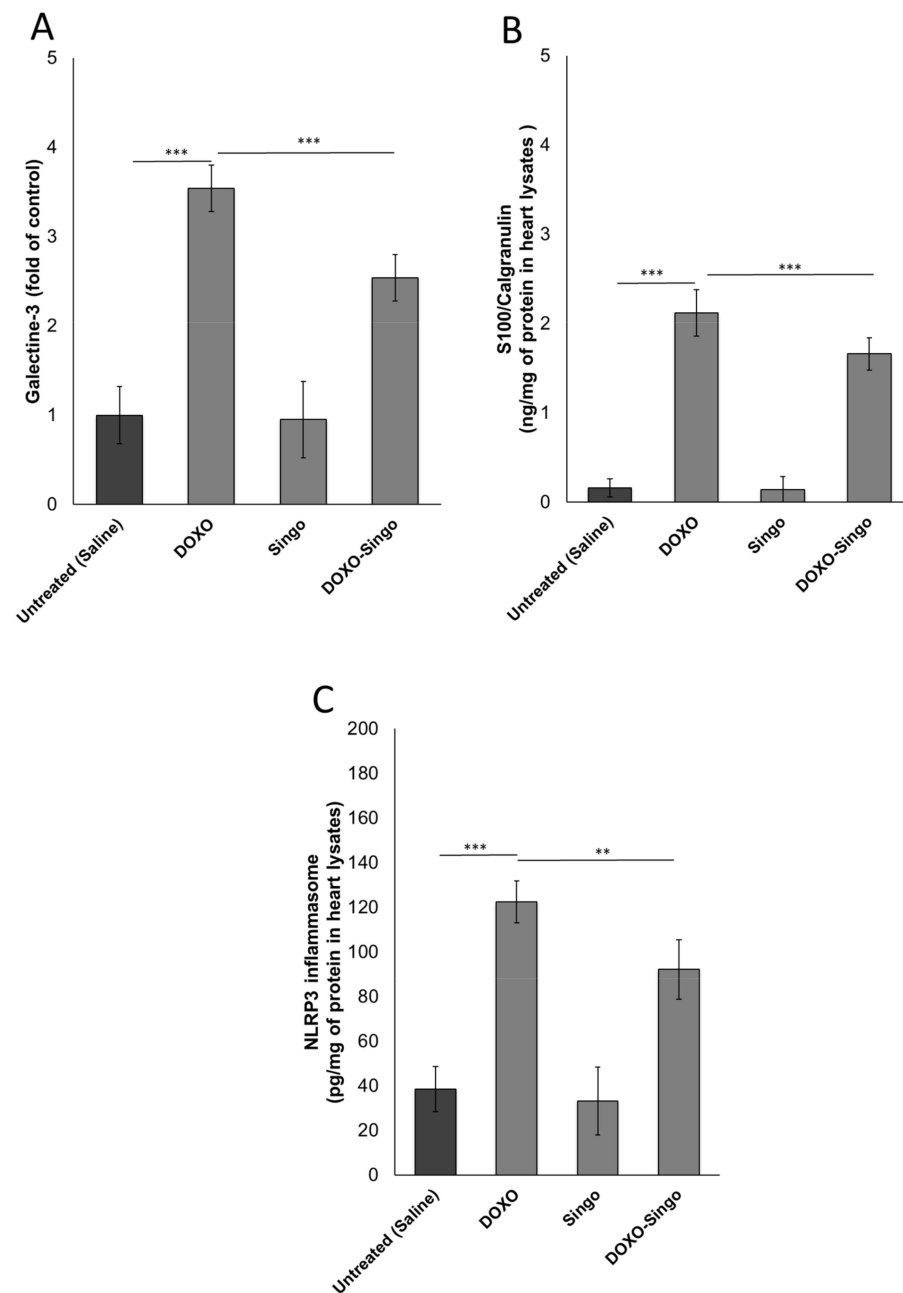 A
5
4
3
2
1
0
Galectine-3 (fold of control)
***
***
Untreated (Saline)
DOXO
Singo
DOXO-Singo
B
5
4
3
2
1
0
S100/Calgranulin
(ng/mg of protein in heart lysates )
***
***
Untreated (Saline)
DOXO
Singo
DOXO-Singo
C
200
180
160
140
120
100
80
60
40
20
0
NLRP3 inflammasome
(pg/mg of protein in heart lysates)
***
**
Untreated (Saline)
DOXO
Singo
DOXO-Singo